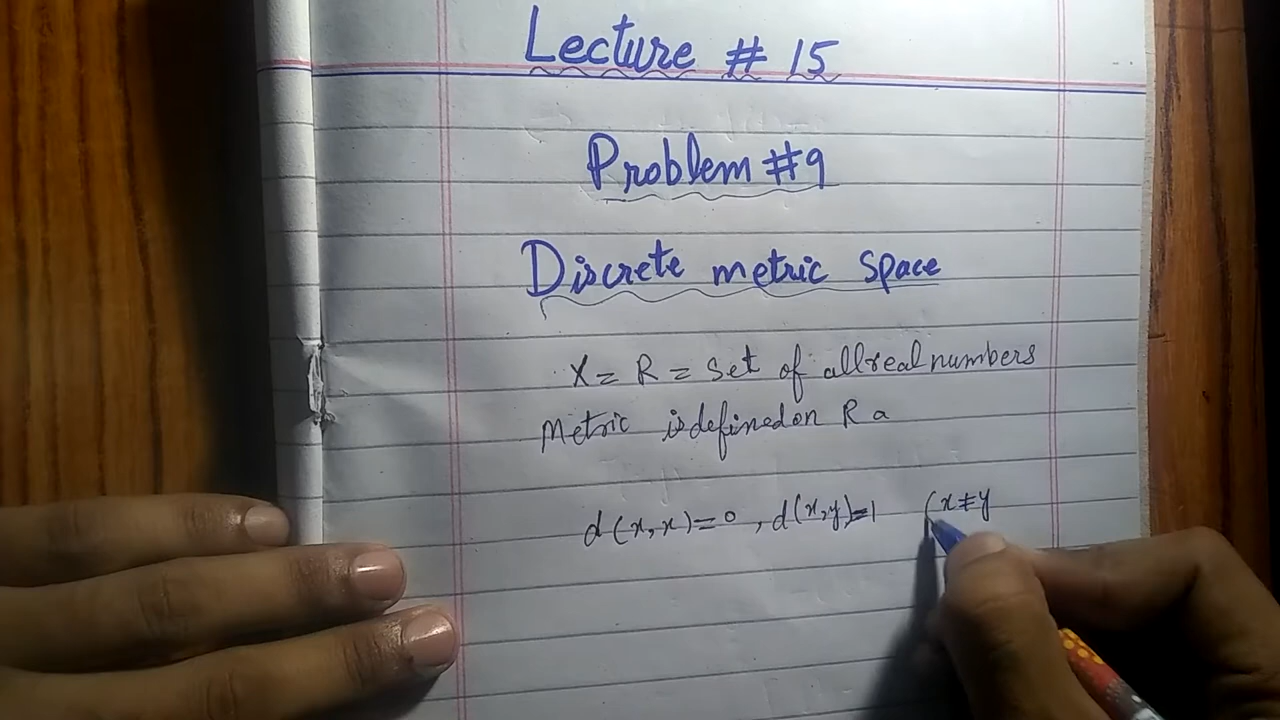 Lecture # 15
Problem #9
Discrete metric space
X = R = set of all real numbers
Metric is defined on R a
d(x,x)=0, d(x,y)=1 (x≠y